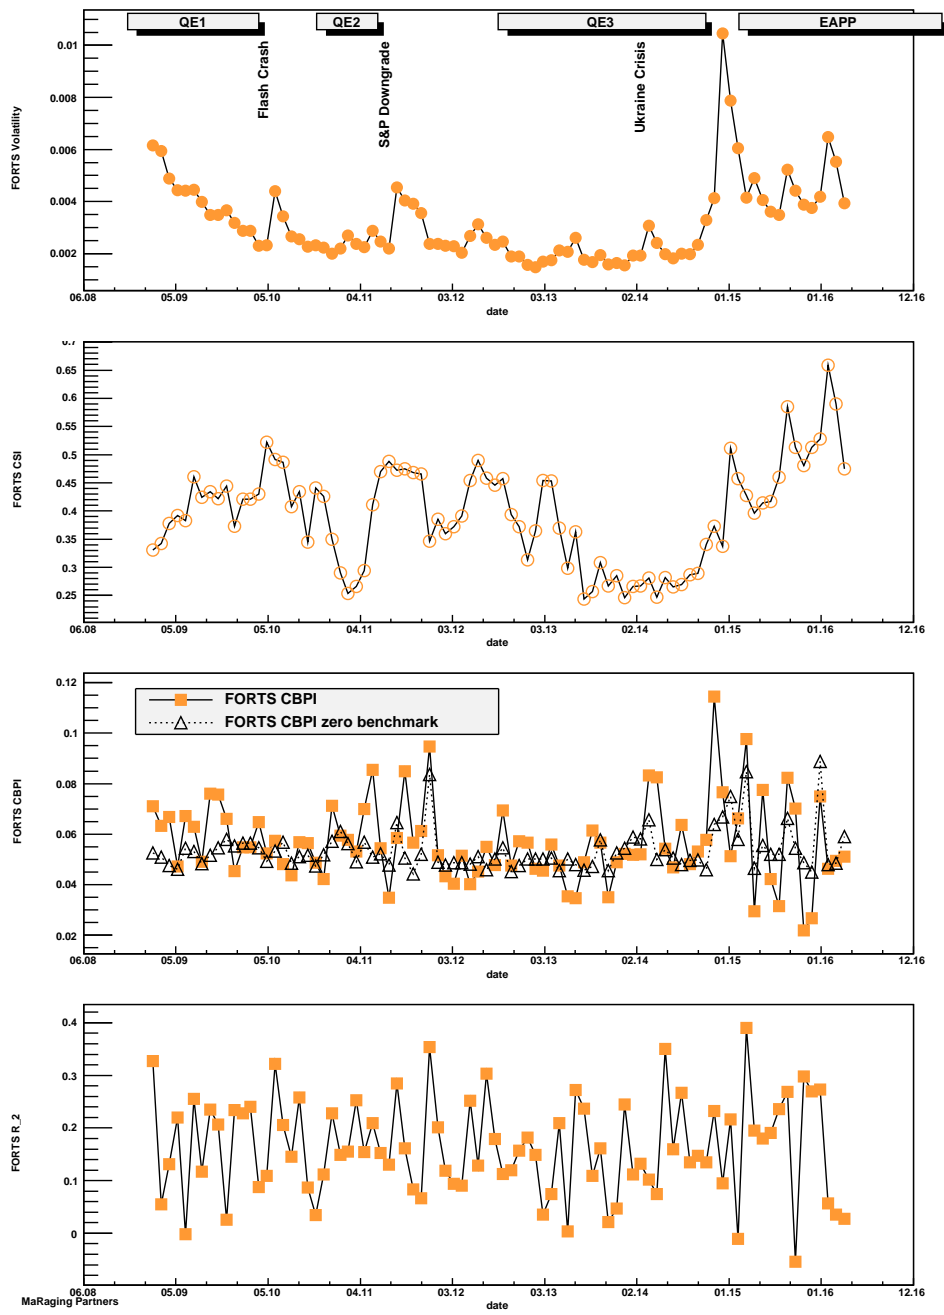 QE1 QE2 QE3 EAPP
Flash Crash
S&P Downgrade
Ukraine Crisis
FORTS Volatility
0.01
0.008
0.006
0.004
0.002
06.08 05.09 05.10 04.11 03.12 03.13 02.14 01.15 01.16 12.16
date
FORTS CSI
0.7
0.65
0.6
0.55
0.5
0.45
0.4
0.35
0.3
0.25
06.08 05.09 05.10 04.11 03.12 03.13 02.14 01.15 01.16 12.16
date
FORTS CBPI
0.12
0.1
0.08
0.06
0.04
0.02
FORTS CBPI
FORTS CBPI zero benchmark
06.08 05.09 05.10 04.11 03.12 03.13 02.14 01.15 01.16 12.16
date
FORTS R_2
0.4
0.3
0.2
0.1
0
06.08 05.09 05.10 04.11 03.12 03.13 02.14 01.15 01.16 12.16
date
MaRaging Partners